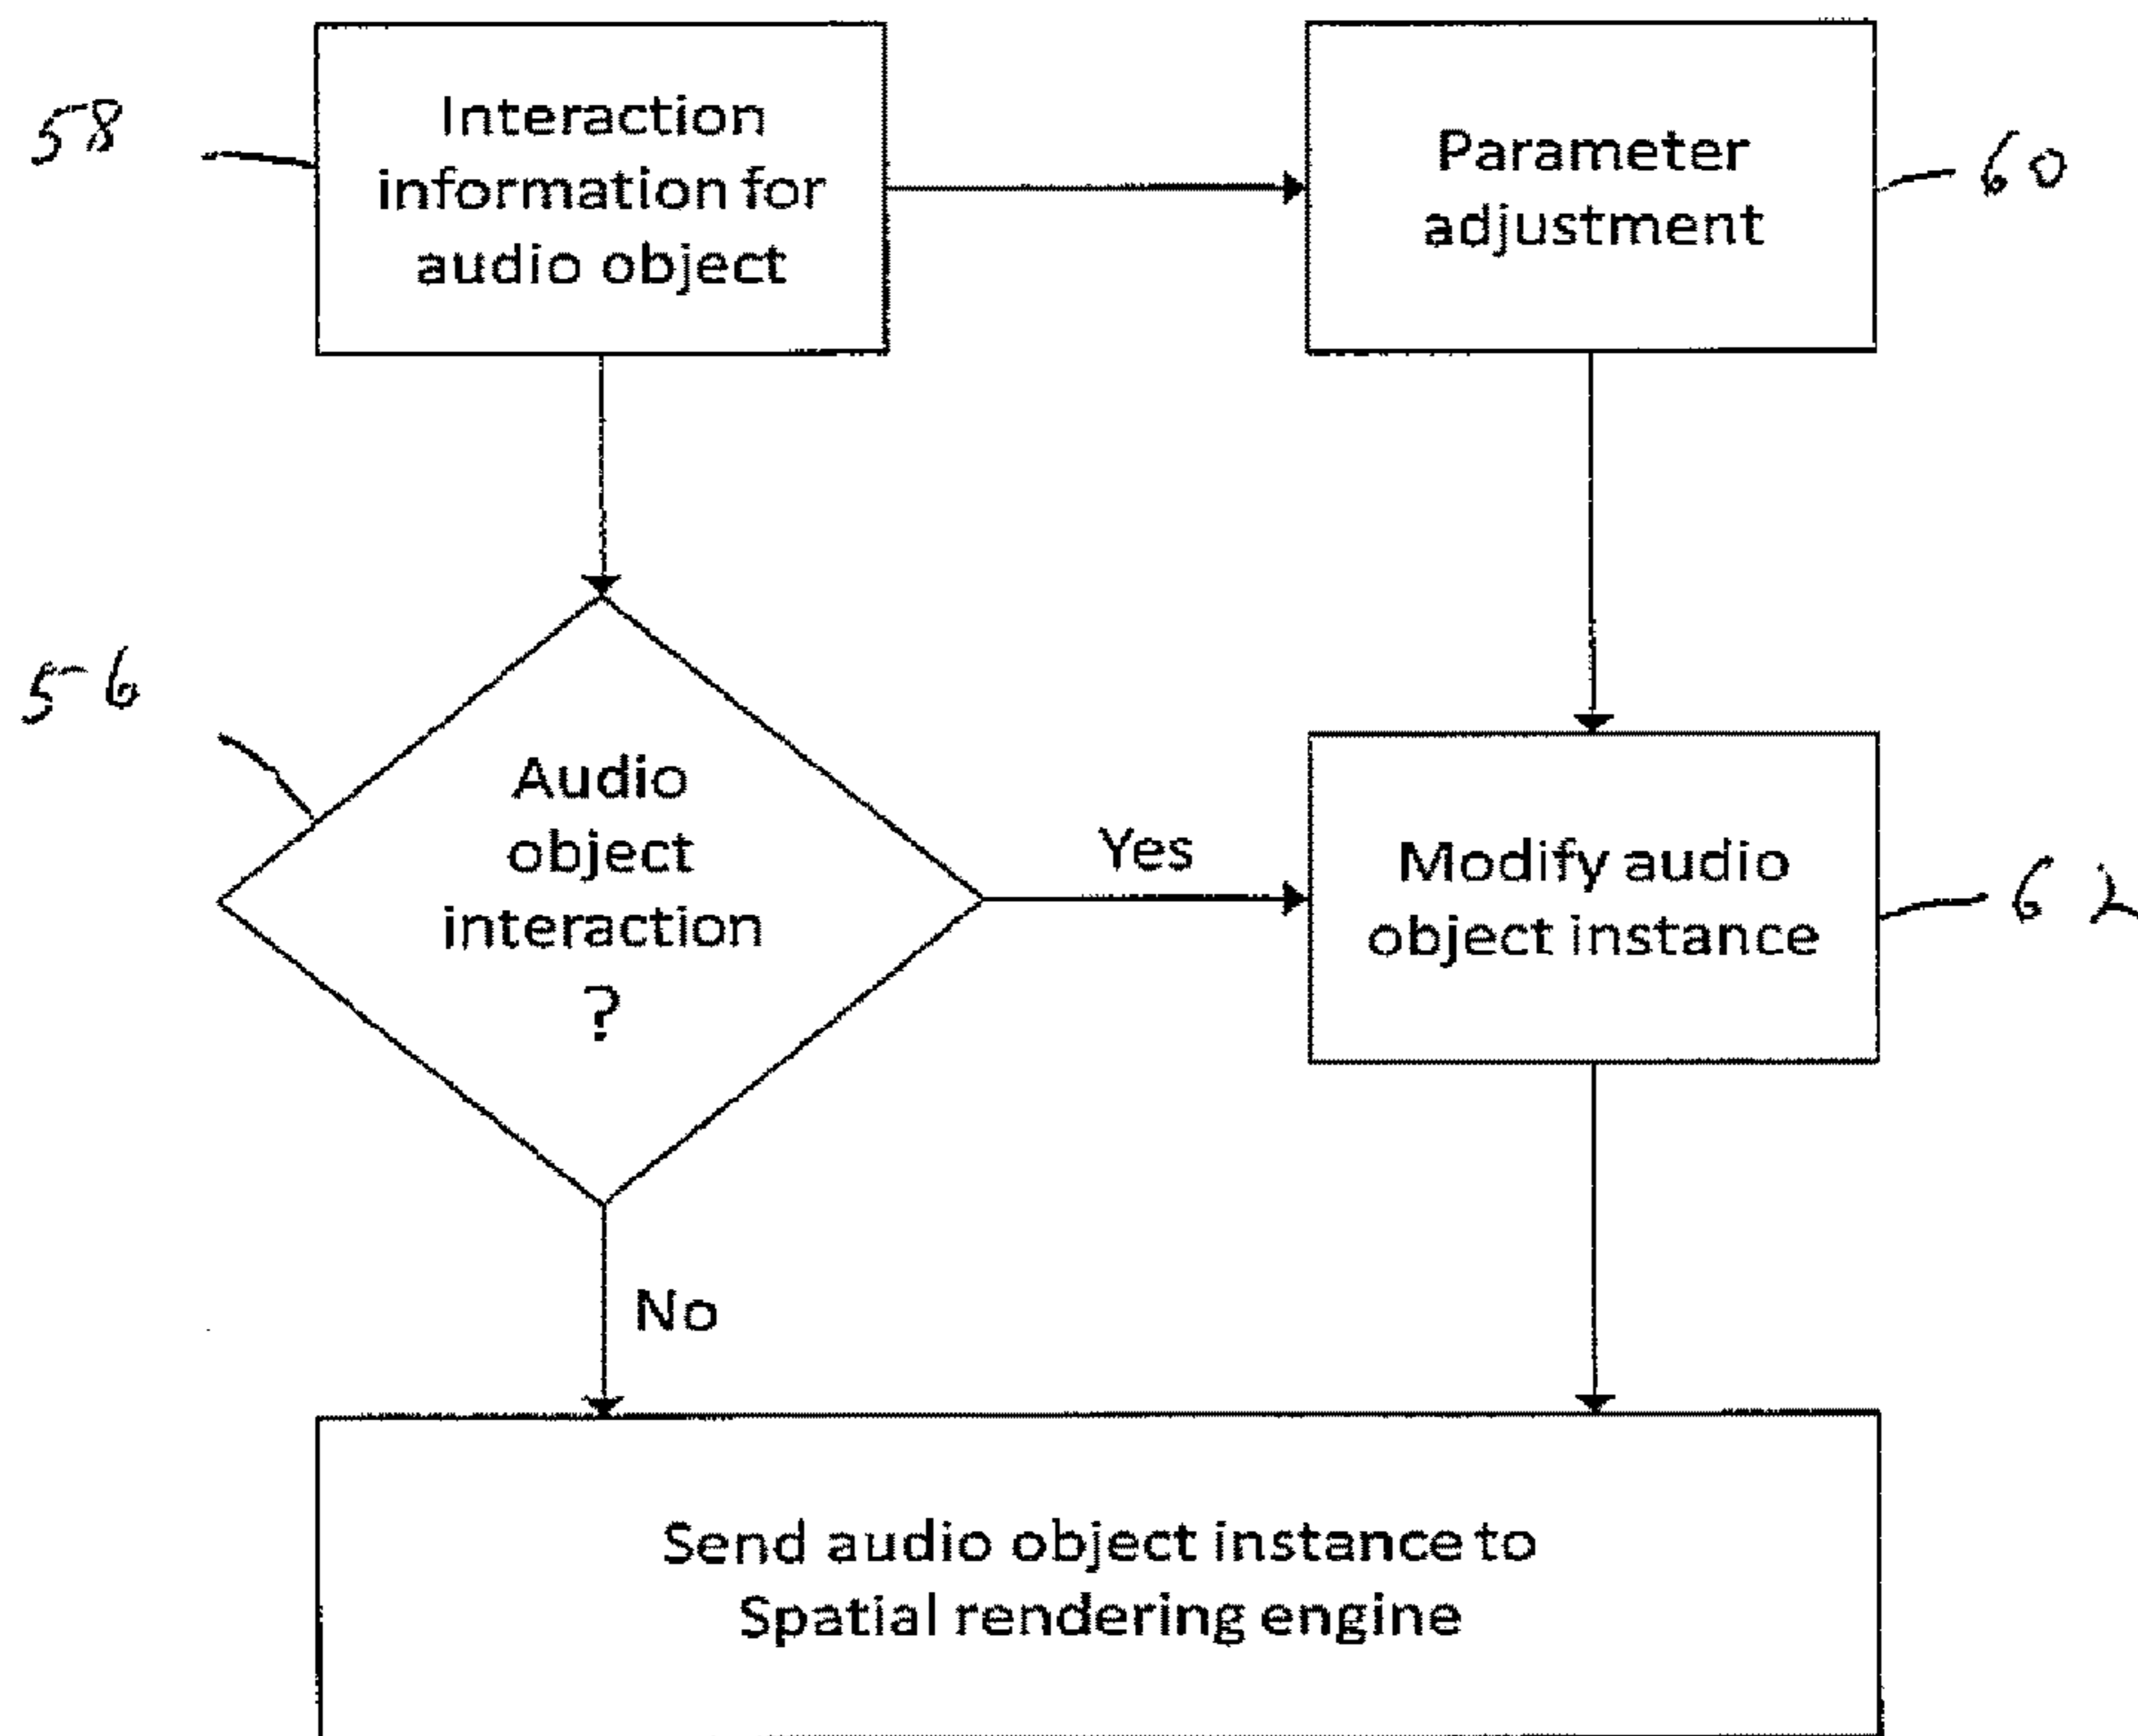 58
Interaction
information for
audio object
Parameter
adjustment
60
56
Audio
object
interaction
?
Yes
Modify audio
object instance
62
No
Send audio object instance to
Spatial rendering engine